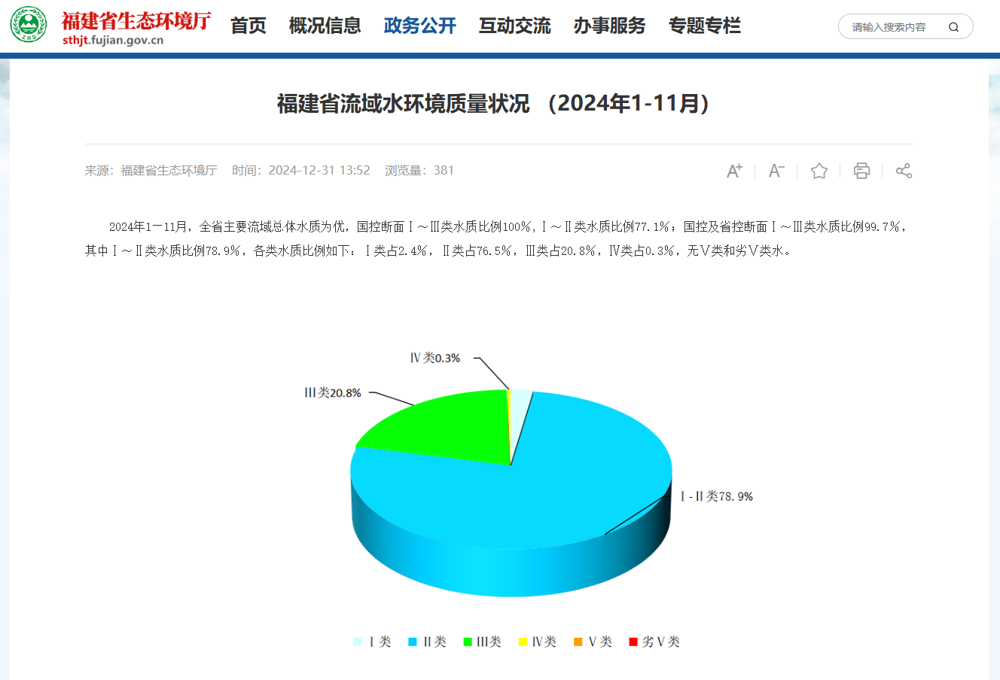 福建省生态环境厅
sthjt.fujian.gov.cn
首页 概况信息 政务公开 互动交流 办事服务 专题专栏
请输入搜索内容
福建省流域水环境质量状况 （2024年1-11月）
来源：福建省生态环境厅 时间：2024-12-31 13:52 浏览量：381
A+ A-
2024年1—11月，全省主要流域总体水质为优，国控断面Ⅰ～Ⅲ类水质比例100%,Ⅰ～Ⅱ类水质比例77.1%；国控及省控断面Ⅰ～Ⅲ类水质比例99.7%，
其中Ⅰ～Ⅱ类水质比例78.9%，各类水质比例如下：Ⅰ类占2.4%，Ⅱ类占76.5%，Ⅲ类占20.8%，Ⅳ类占0.3%，无Ⅴ类和劣Ⅴ类水。
Ⅳ类0.3%
Ⅲ类20.8%
Ⅰ-Ⅱ类78.9%
Ⅰ类 Ⅱ类 Ⅲ类 Ⅳ类 Ⅴ类 劣Ⅴ类